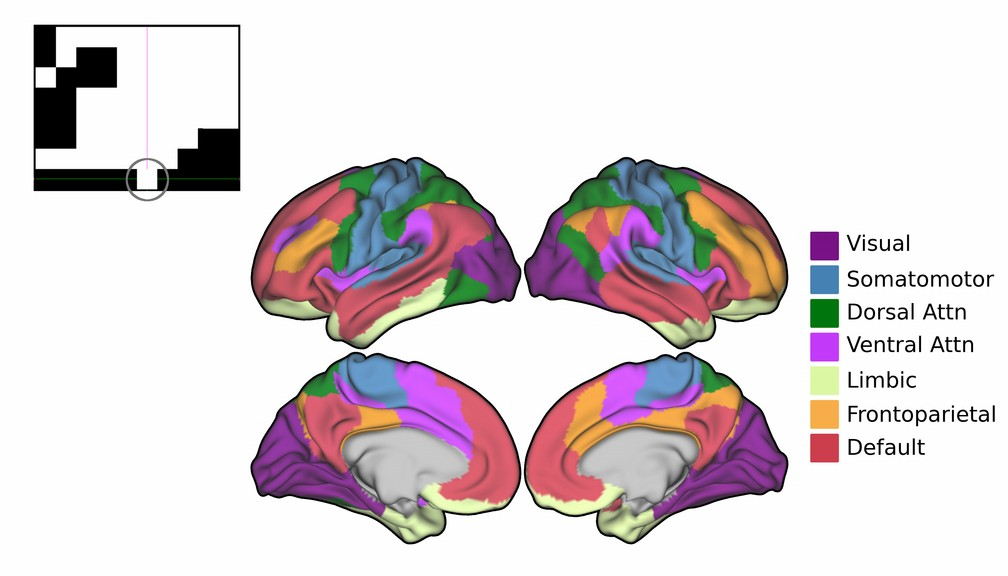 Visual
Somatomotor
Dorsal Attn
Ventral Attn
Limbic
Frontoparietal
Default